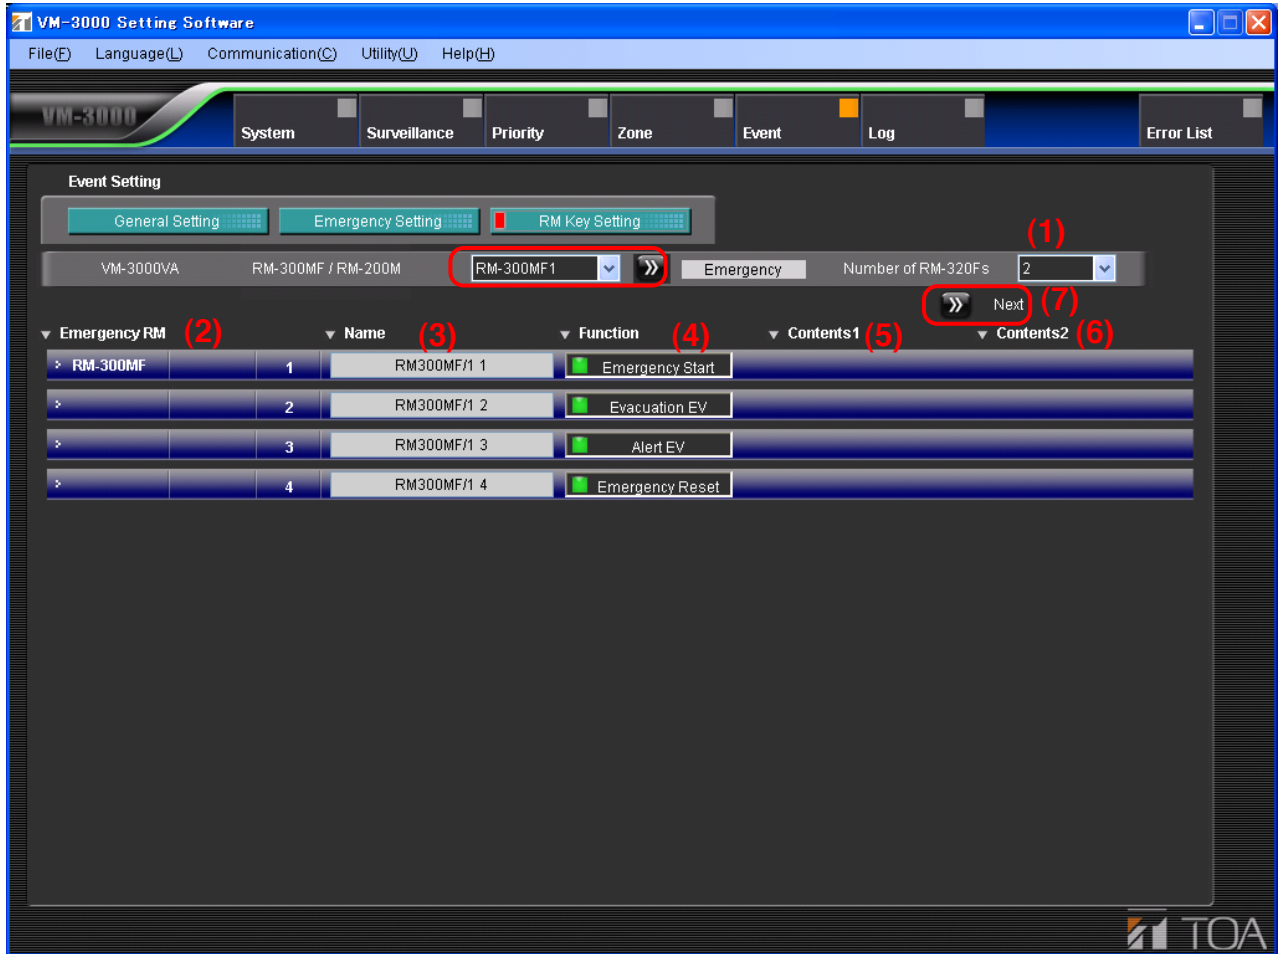 VM-3000 Setting Software
File(F) Language(L) Communication(C) Utility(U) Help(H)
VM-3000
System Surveillance Priority Zone Event Log Error List
Event Setting
General Setting Emergency Setting RM Key Setting
(1)
VM-3000VA RM-300MF / RM-200M RM-300MF1 Emergency Number of RM-320Fs 2
Next (7)
Emergency RM (2) Name (3) Function (4) Contents1 (5) Contents2 (6)
RM-300MF 1 RM300MF/1 1 Emergency Start
2 RM300MF/1 2 Evacuation EV
3 RM300MF/1 3 Alert EV
4 RM300MF/1 4 Emergency Reset
TOA